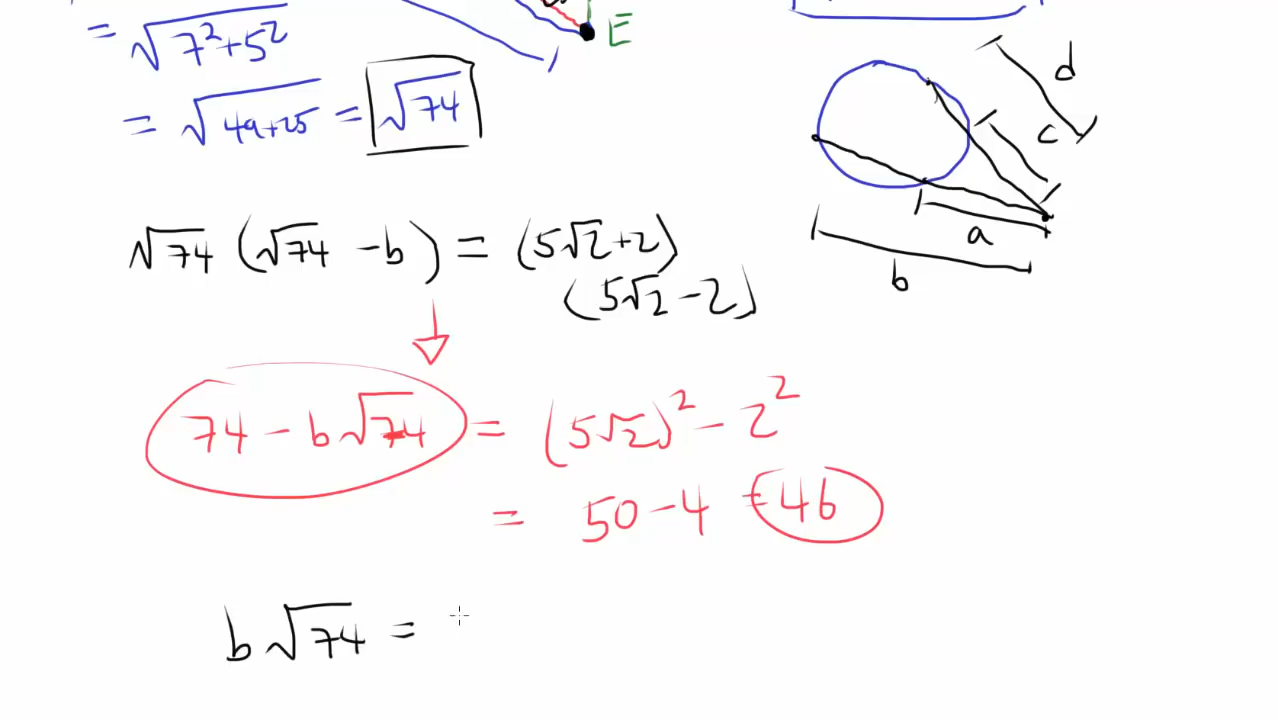 = √7²+5²
E
= √49+25 = √74
d
c
a
b
√74 (√74 - b) = (5√2+2)
(5√2 - 2)
74 - b√74 = (5√2)² - 2²
= 50 - 4 = 46
b√74 =